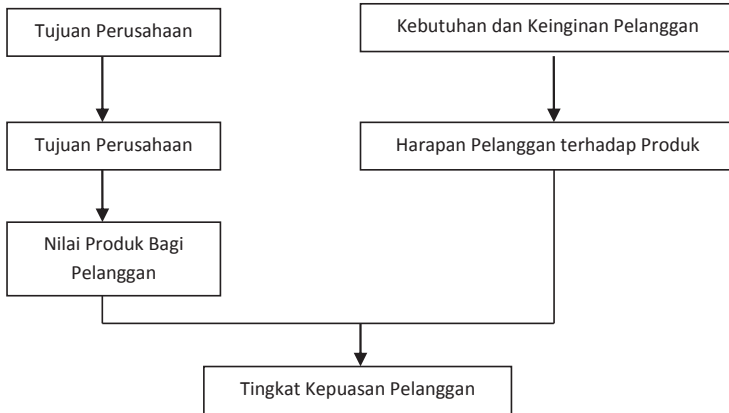 Tujuan Perusahaan
Kebutuhan dan Keinginan Pelanggan
Tujuan Perusahaan
Harapan Pelanggan terhadap Produk
Nilai Produk Bagi
Pelanggan
Tingkat Kepuasan Pelanggan